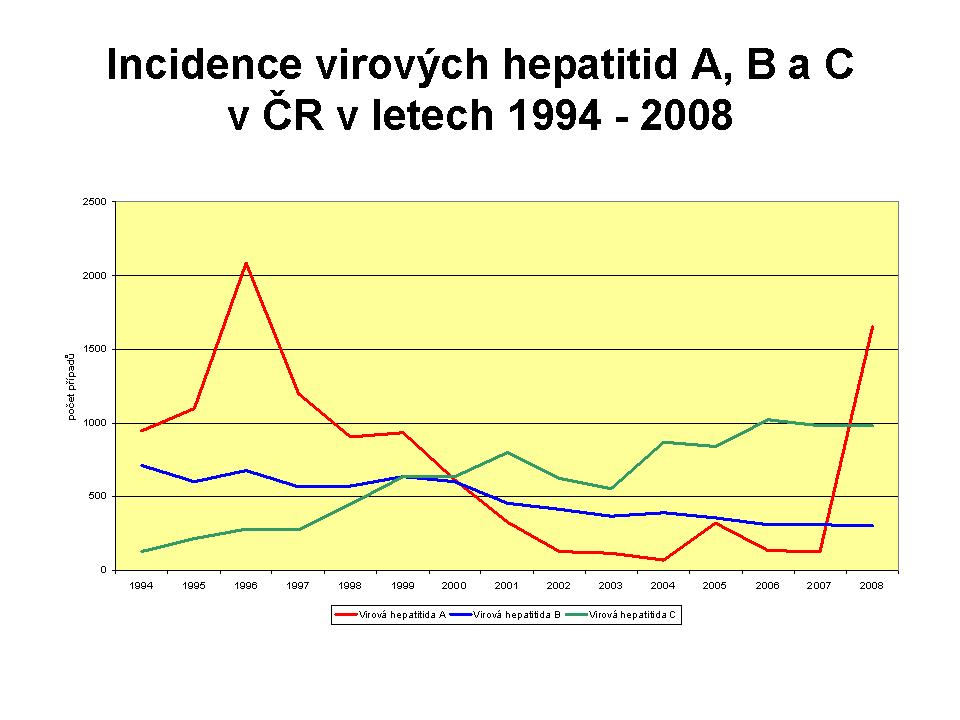 Incidence virových hepatitid A, B a C
v ČR v letech 1994 - 2008
2500
2000
1500
1000
500
0
počet případů
1994 1995 1996 1997 1998 1999 2000 2001 2002 2003 2004 2005 2006 2007 2008
Virová hepatitida A Virová hepatitida B Virová hepatitida C